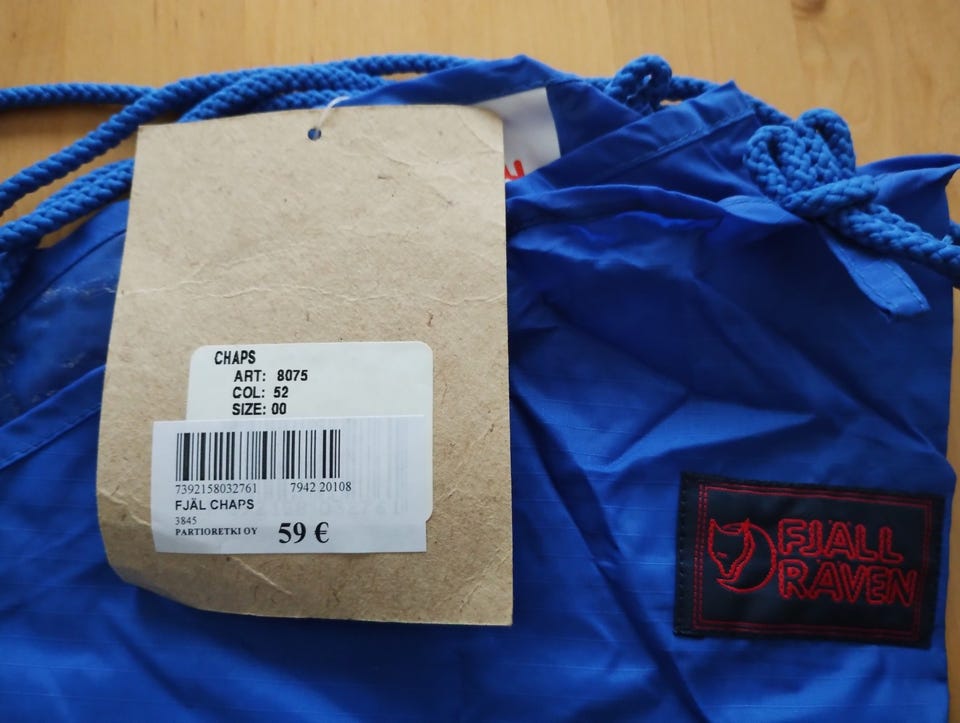 CHAPS
ART: 8075
COL: 52
SIZE: 00
7392158032761 7942 20108
FJÄL CHAPS
3845
PARTIORETKI OY 59 €
FJÄLL
RÄVEN